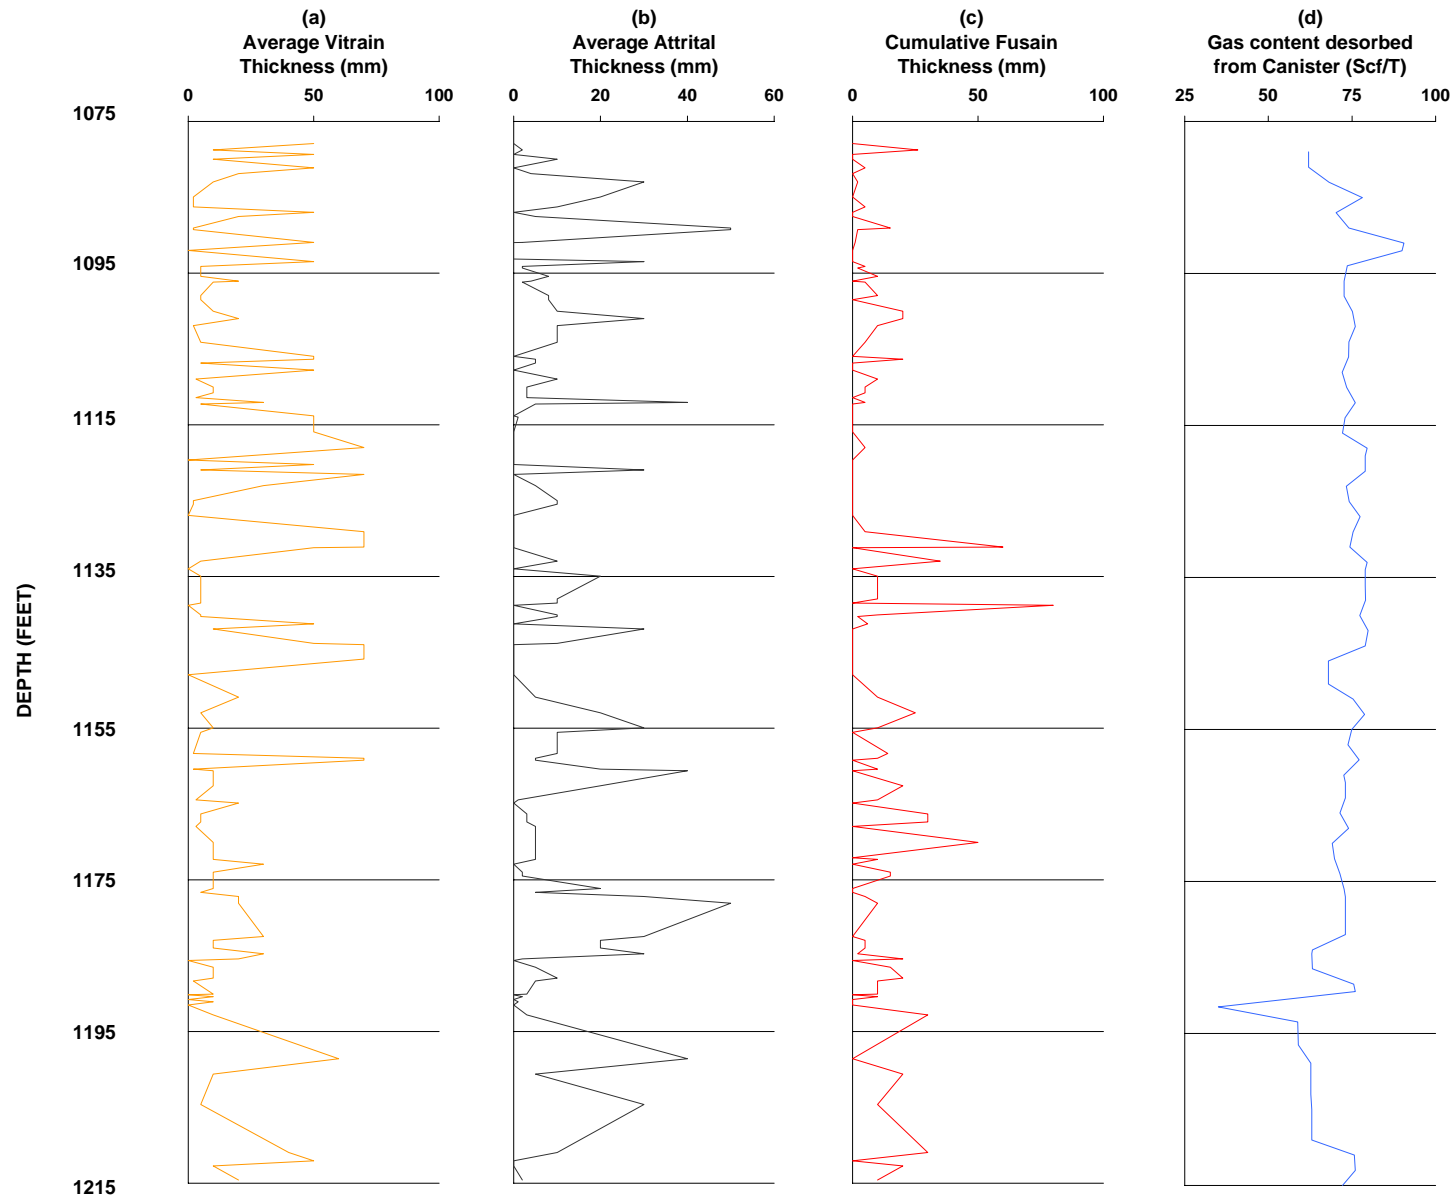 (a)
Average Vitrain
Thickness (mm)
(b)
Average Attrital
Thickness (mm)
(c)
Cumulative Fusain
Thickness (mm)
(d)
Gas content desorbed
from Canister (Scf/T)
0 50 100
0 20 40 60
0 50 100
25 50 75 100
1075
1095
1115
1135
1155
1175
1195
1215
DEPTH (FEET)